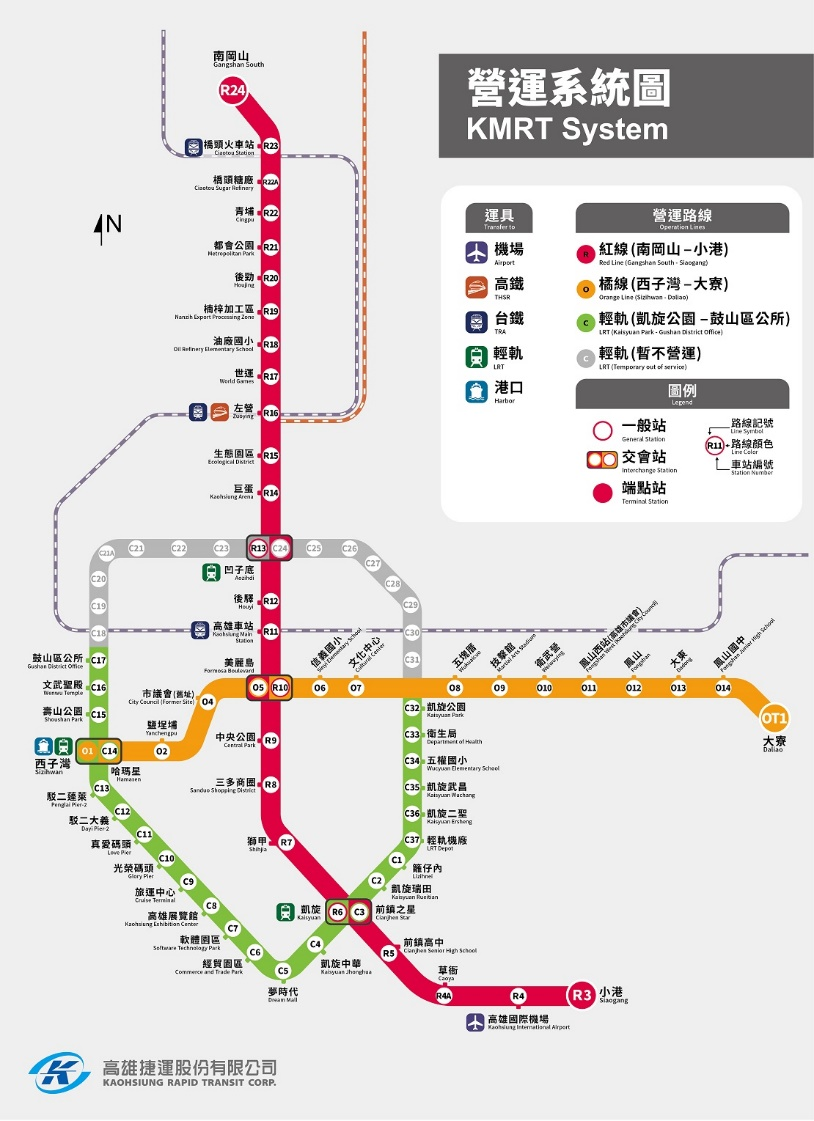 營運系統圖
KMRT System
運具
Transfer to
機場
Airport
高鐵
THSR
台鐵
TRA
輕軌
LRT
港口
Harbor
營運路線
Operation Lines
R 紅線(南岡山–小港)
Red Line (Gangshan South - Siaogang)
O 橘線(西子灣–大寮)
Orange Line (Sizihwan - Daliao)
C 輕軌(凱旋公園–鼓山區公所)
LRT (Kaisyuan Park - Gushan District Office)
C 輕軌(暫不營運)
LRT (Temporary out of service)
圖例
Legend
一般站
General Station
交會站
Interchange Station
端點站
Terminal Station
路線記號
Line Symbol
R11
路線顏色
Line Color
車站編號
Station Number
N
南岡山
Gangshan South
R24
橋頭火車站 R23
Ciaotou Station
橋頭糖廠 R22A
Ciaotou Sugar Refinery
青埔 R22
Cingpu
都會公園 R21
Metropolitan Park
後勁 R20
Houjing
楠梓加工區 R19
Nanzih Export Processing Zone
油廠國小 R18
Oil Refinery Elementary School
世運 R17
World Games
左營 R16
Zuoying
生態園區 R15
Ecological District
巨蛋 R14
Kaohsiung Arena
C21A C21 C22 C23 R13 C24 C25 C26
C27
C28
C29
C30
C31
C20
C19
C18
凹子底
Aozihdi
後驛 R12
Houyi
高雄車站 R11
Kaohsiung Main
Station
美麗島
Formosa Boulevard
鼓山區公所 C17
Gushan District Office
文武聖殿 C16
Wenwu Temple
壽山公園 C15
Shoushan Park
O1 C14
西子灣
Sizihwan
哈瑪星
Hamasen
鹽埕埔
Yanchengpu
O2
市議會(舊址)
City Council (Former Site)
O4
O5 R10
信義國小
Sinyi Elementary School
O6
文化中心
Cultural Center
O7
五塊厝
Wukuaicuo
O8
技擊館
Martial Arts Stadium
O9
衛武營
Weiwuying
O10
鳳山西站(高雄市議會)
Fongshan West (Kaohsiung City Council)
O11
鳳山
Fongshan
O12
大東
Dadong
O13
鳳山國中
Fongshan Junior High School
O14
OT1
大寮
Daliao
中央公園 R9
Central Park
三多商圈 R8
Sanduo Shopping District
獅甲 R7
Shihjia
C32 凱旋公園
Kaisyuan Park
C33 衛生局
Department of Health
C34 五權國小
Wucyuan Elementary School
C35 凱旋武昌
Kaisyuan Wuchang
C36 凱旋二聖
Kaisyuan Ersheng
C37 輕軌機廠
LRT Depot
C1 籬仔內
Lizihnei
C2 凱旋瑞田
Kaisyuan Rueitian
凱旋 R6 C3 前鎮之星
Kaisyuan
Cianjhen Star
C4 凱旋中華
Kaisyuan Jhonghua
C5
夢時代
Dream Mall
經貿園區 C6
Commerce and Trade Park
軟體園區 C7
Software Technology Park
高雄展覽館 C8
Kaohsiung Exhibition Center
旅運中心 C9
Cruise Terminal
光榮碼頭 C10
Glory Pier
真愛碼頭 C11
Love Pier
駁二大義 C12
Dayi Pier-2
駁二蓬萊 C13
Penglai Pier-2
R5 前鎮高中
Cianjhen Senior High School
草衙
Caoya
R4A
R4
R3 小港
Siaogang
高雄國際機場
Kaohsiung International Airport
高雄捷運股份有限公司
KAOHSIUNG RAPID TRANSIT CORP.